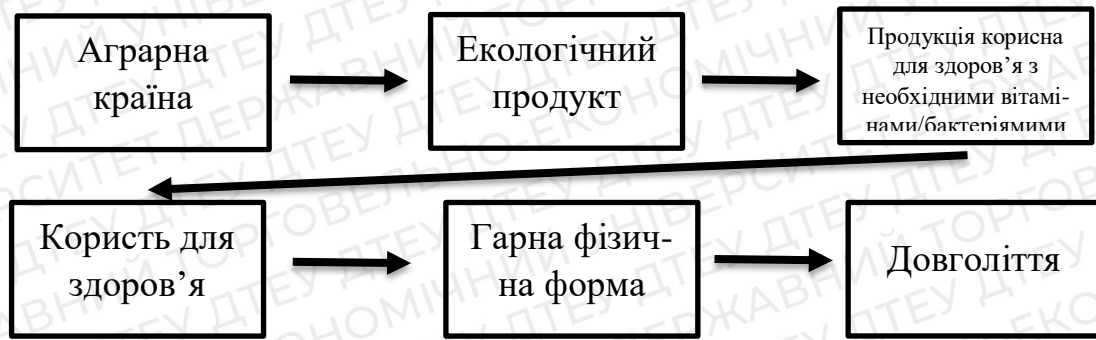 Аграрна
країна
Екологічний
продукт
Продукція корисна
для здоров’я з
необхідними вітамі-
нами/бактеріямими
Користь для
здоров’я
Гарна фізич-
на форма
Довголіття